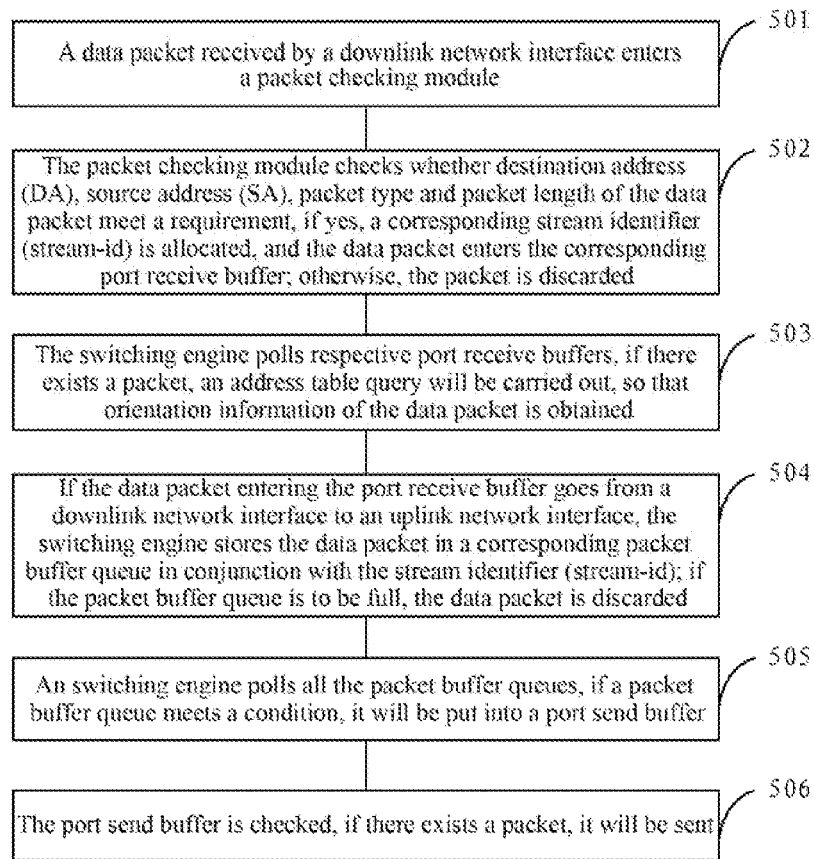 501
A data packet received by a downlink network interface enters
a packet checking module
502
The packet checking module checks whether destination address
(DA), source address (SA), packet type and packet length of the data
packet meet a requirement, if yes, a corresponding stream identifier
(stream-id) is allocated, and the data packet enters the corresponding
port receive buffer; otherwise, the packet is discarded
503
The switching engine polls respective port receive buffers, if there
exists a packet, an address table query will be carried out, so that
orientation information of the data packet is obtained
504
If the data packet entering the port receive buffer goes from a
downlink network interface to an uplink network interface, the
switching engine stores the data packet in a corresponding packet
buffer queue in conjunction with the stream identifier (stream-id); if
the packet buffer queue is to be full, the data packet is discarded
505
An switching engine polls all the packet buffer queues, if a packet
buffer queue meets a condition, it will be put into a port send buffer
506
The port send buffer is checked, if there exists a packet, it will be sent